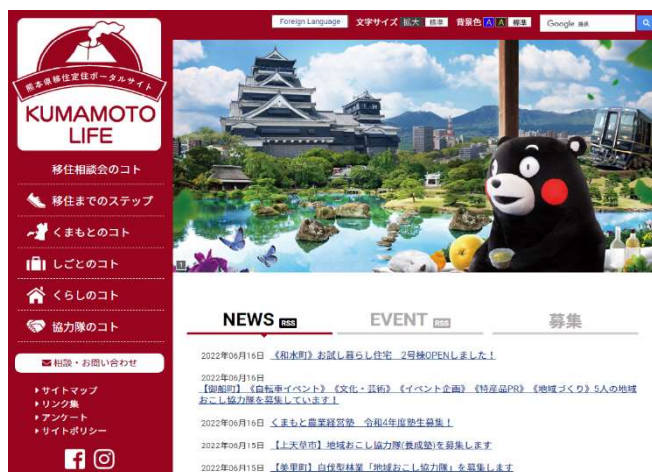 Foreign Language 文字サイズ 拡大 標準 背景色 A A 標準 Google 検索
熊本県移住定住ポータルサイト
KUMAMOTO
LIFE
移住相談会のコト
移住までのステップ
くまもとのコト
しごとのコト
くらしのコト
協力隊のコト
相談・お問い合わせ
サイトマップ
リンク集
アンケート
サイトポリシー
1
NEWS RSS EVENT RSS 募集
2022年06月16日 《和水町》お試し暮らし住宅 2号棟OPENしました!
2022年06月16日
【御船町】《自転車イベント》《文化・芸術》《イベント企画》《特産品PR》《地域づくり》5人の地域
おこし協力隊を募集しています!
2022年06月16日 くまもと農業経営塾 令和4年度塾生募集!
2022年06月15日 【上天草市】地域おこし協力隊(養成塾)を募集します
2022年06月15日 【美里町】自伐型林業「地域おこし協力隊」を募集します